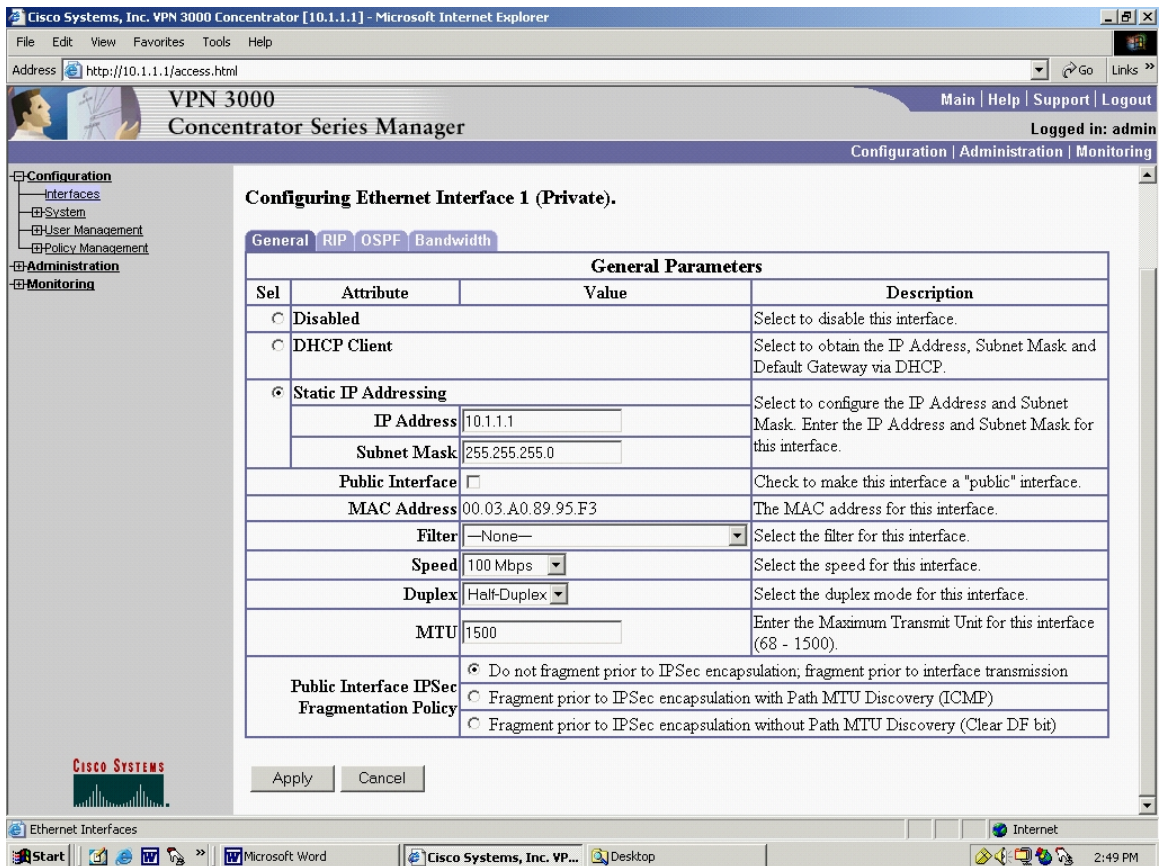 Cisco Systems, Inc. VPN 3000 Concentrator [10.1.1.1] - Microsoft Internet Explorer
File Edit View Favorites Tools Help
Address http://10.1.1.1/access.html Go Links »
VPN 3000
Concentrator Series Manager
Main | Help | Support | Logout
Logged in: admin
Configuration | Administration | Monitoring
Configuration
Interfaces
System
User Management
Policy Management
Administration
Monitoring
Configuring Ethernet Interface 1 (Private).
General RIP OSPF Bandwidth
General Parameters
Sel Attribute Value Description
Disabled Select to disable this interface.
DHCP Client Select to obtain the IP Address, Subnet Mask and
Default Gateway via DHCP.
Static IP Addressing
IP Address 10.1.1.1
Subnet Mask 255.255.255.0
Select to configure the IP Address and Subnet
Mask. Enter the IP Address and Subnet Mask for
this interface.
Public Interface Check to make this interface a "public" interface.
MAC Address 00.03.A0.89.95.F3 The MAC address for this interface.
Filter —None— Select the filter for this interface.
Speed 100 Mbps Select the speed for this interface.
Duplex Half-Duplex Select the duplex mode for this interface.
MTU 1500 Enter the Maximum Transmit Unit for this interface
(68 - 1500).
Public Interface IPSec
Fragmentation Policy
Do not fragment prior to IPSec encapsulation; fragment prior to interface transmission
Fragment prior to IPSec encapsulation with Path MTU Discovery (ICMP)
Fragment prior to IPSec encapsulation without Path MTU Discovery (Clear DF bit)
Apply Cancel
CISCO SYSTEMS
Ethernet Interfaces Internet
Start » Microsoft Word Cisco Systems, Inc. VP... Desktop 2:49 PM